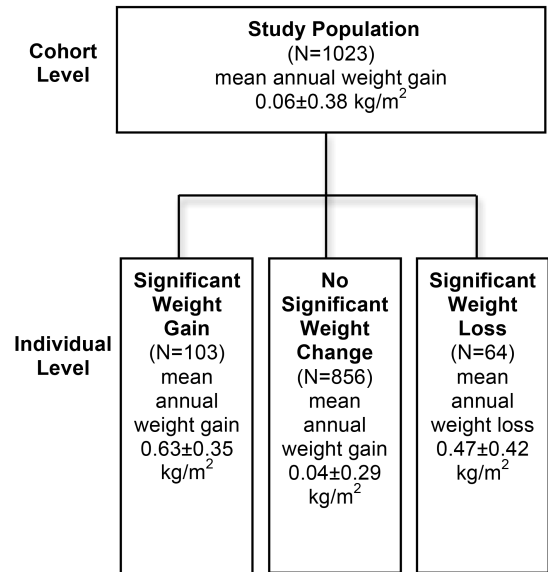 Cohort
Level
Study Population
(N=1023)
mean annual weight gain
0.06±0.38 kg/m²
Individual
Level
Significant
Weight
Gain
(N=103)
mean
annual
weight gain
0.63±0.35
kg/m²
No
Significant
Weight
Change
(N=856)
mean
annual
weight gain
0.04±0.29
kg/m²
Significant
Weight
Loss
(N=64)
mean
annual
weight loss
0.47±0.42
kg/m²